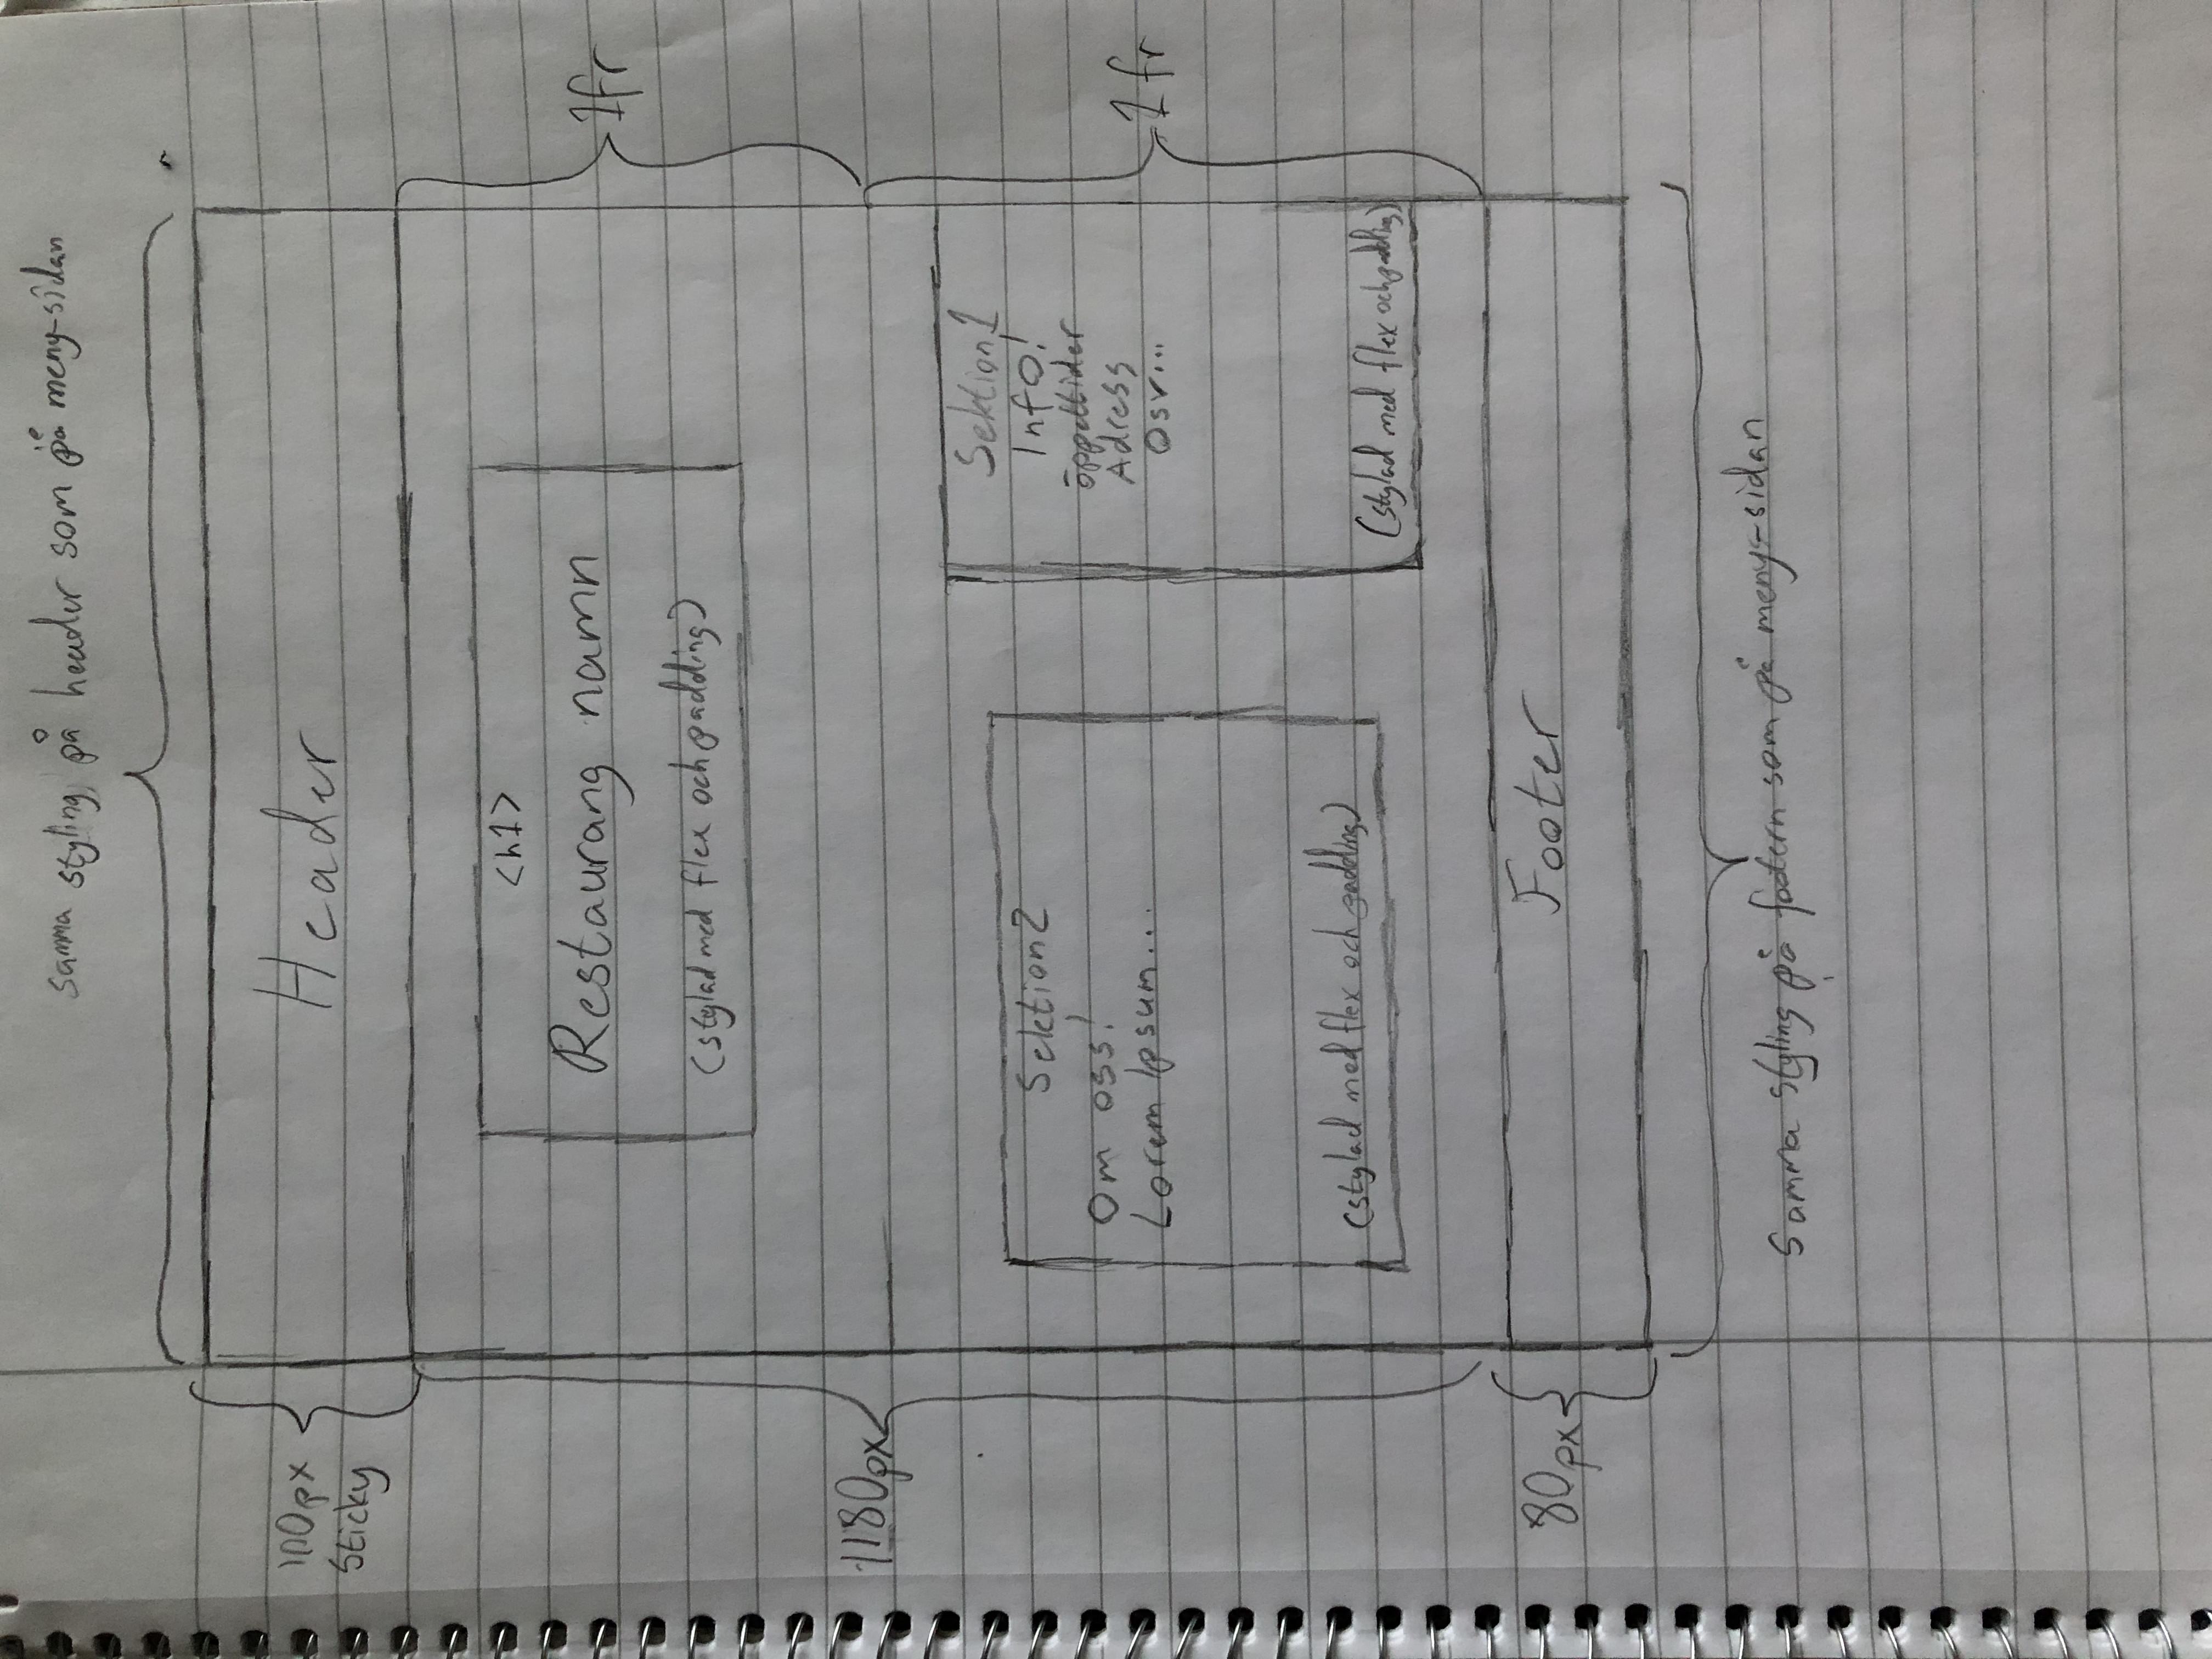 samma styling på header som på meny-sidan
100px
Sticky
Header
<h1>
Restaurang namn
(stylad med flex och padding)
1fr
1180px
Sektion2
Om oss!
Lorem Ipsum...
(stylad med flex och padding)
Sektion1
Info!
öppettider
Adress
Osv...
(stylad med flex och padding)
1fr
80px
Footer
Samma styling på footern som på meny-sidan